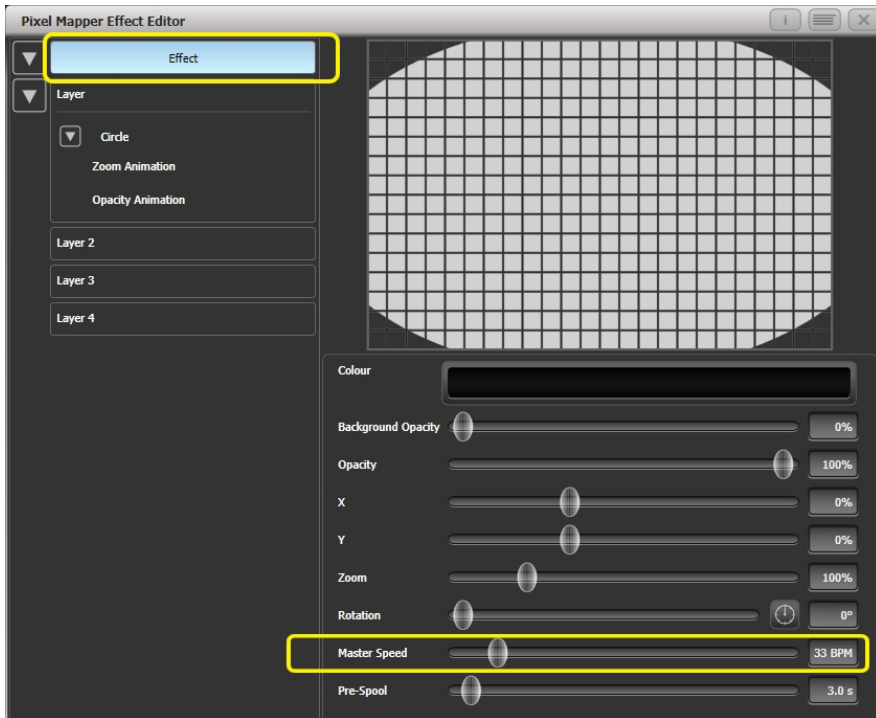 Pixel Mapper Effect Editor
Effect
Layer
Circle
Zoom Animation
Opacity Animation
Layer 2
Layer 3
Layer 4
Colour
Background Opacity 0%
Opacity 100%
X 0%
Y 0%
Zoom 100%
Rotation 0°
Master Speed 33 BPM
Pre-Spool 3.0 s